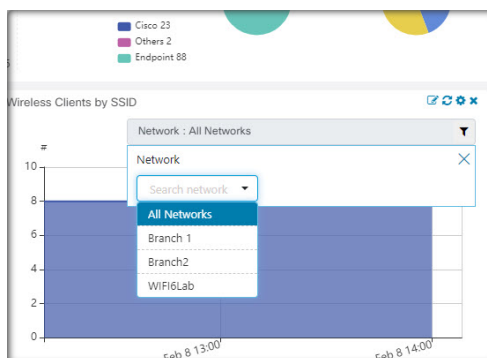 Cisco 23
Others 2
Endpoint 88
Wireless Clients by SSID
Network : All Networks
#
Network
Search network
All Networks
Branch 1
Branch2
WIFI6Lab
10
8
6
4
2
0
Feb 8 13:00
Feb 8 14:00